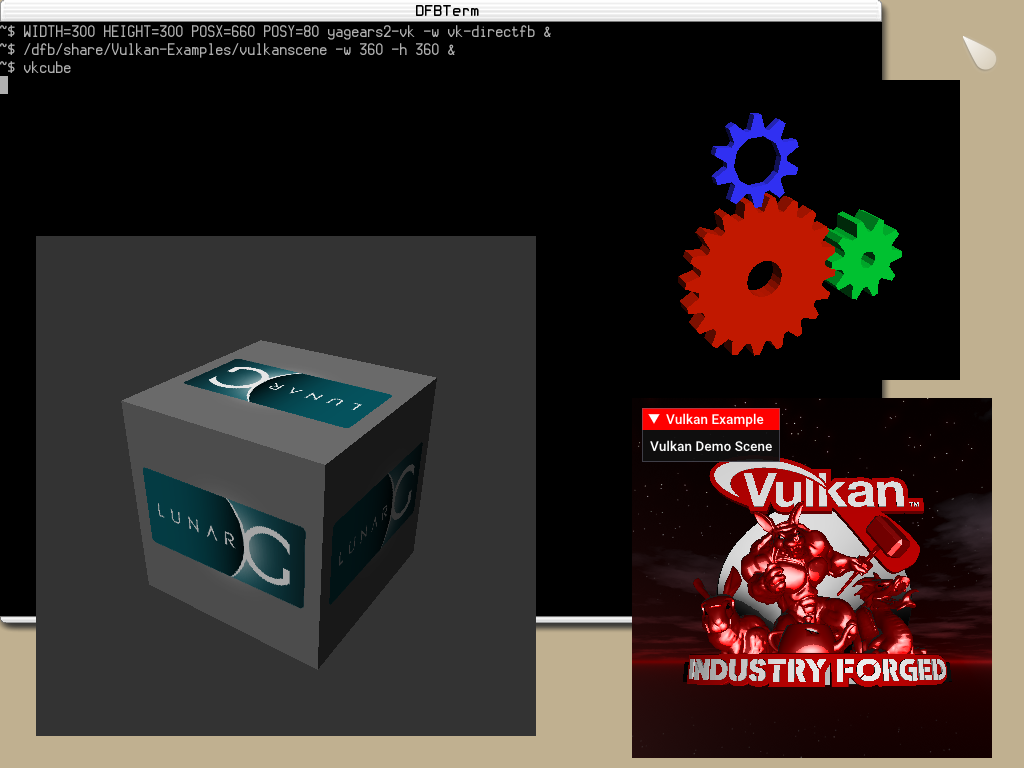 DFBTerm
~$ WIDTH=300 HEIGHT=300 POSX=660 POSY=80 yagears2-vk -w vk-directfb &
~$ /dfb/share/Vulkan-Examples/vulkanscene -w 360 -h 360 &
~$ vkcube
▼ Vulkan Example
Vulkan Demo Scene
Vulkan™
INDUSTRY FORGED
LUNAR G
LUNAR G
LUNAR G